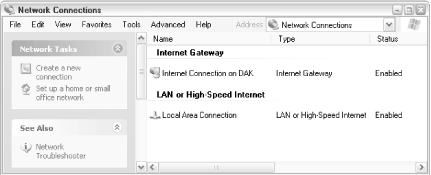 Network Connections
File Edit View Favorites Tools Advanced Help Address Network Connections
Network Tasks
Create a new
connection
Set up a home or small
office network
See Also
Network
Troubleshooter
Name Type Status
Internet Gateway
Internet Connection on DAK Internet Gateway Enabled
LAN or High-Speed Internet
Local Area Connection LAN or High-Speed Internet Enabled